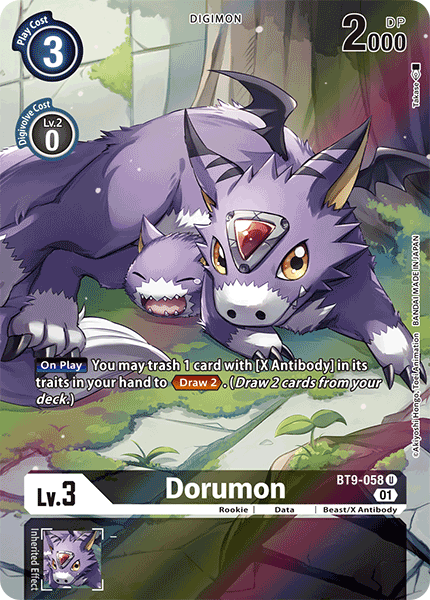 DIGIMON
Play Cost
3
DP
2000
Digivolve Cost
Lv.2
0
Takase
On Play You may trash 1 card with [X Antibody] in its
traits in your hand to Draw 2 . (Draw 2 cards from your
deck.)
©Akiyoshi Hongo, Toei Animation BANDAI MADE IN JAPAN
Lv.3
Dorumon
BT9-058 U
01
Rookie Data Beast/X Antibody
Inherited Effect
–